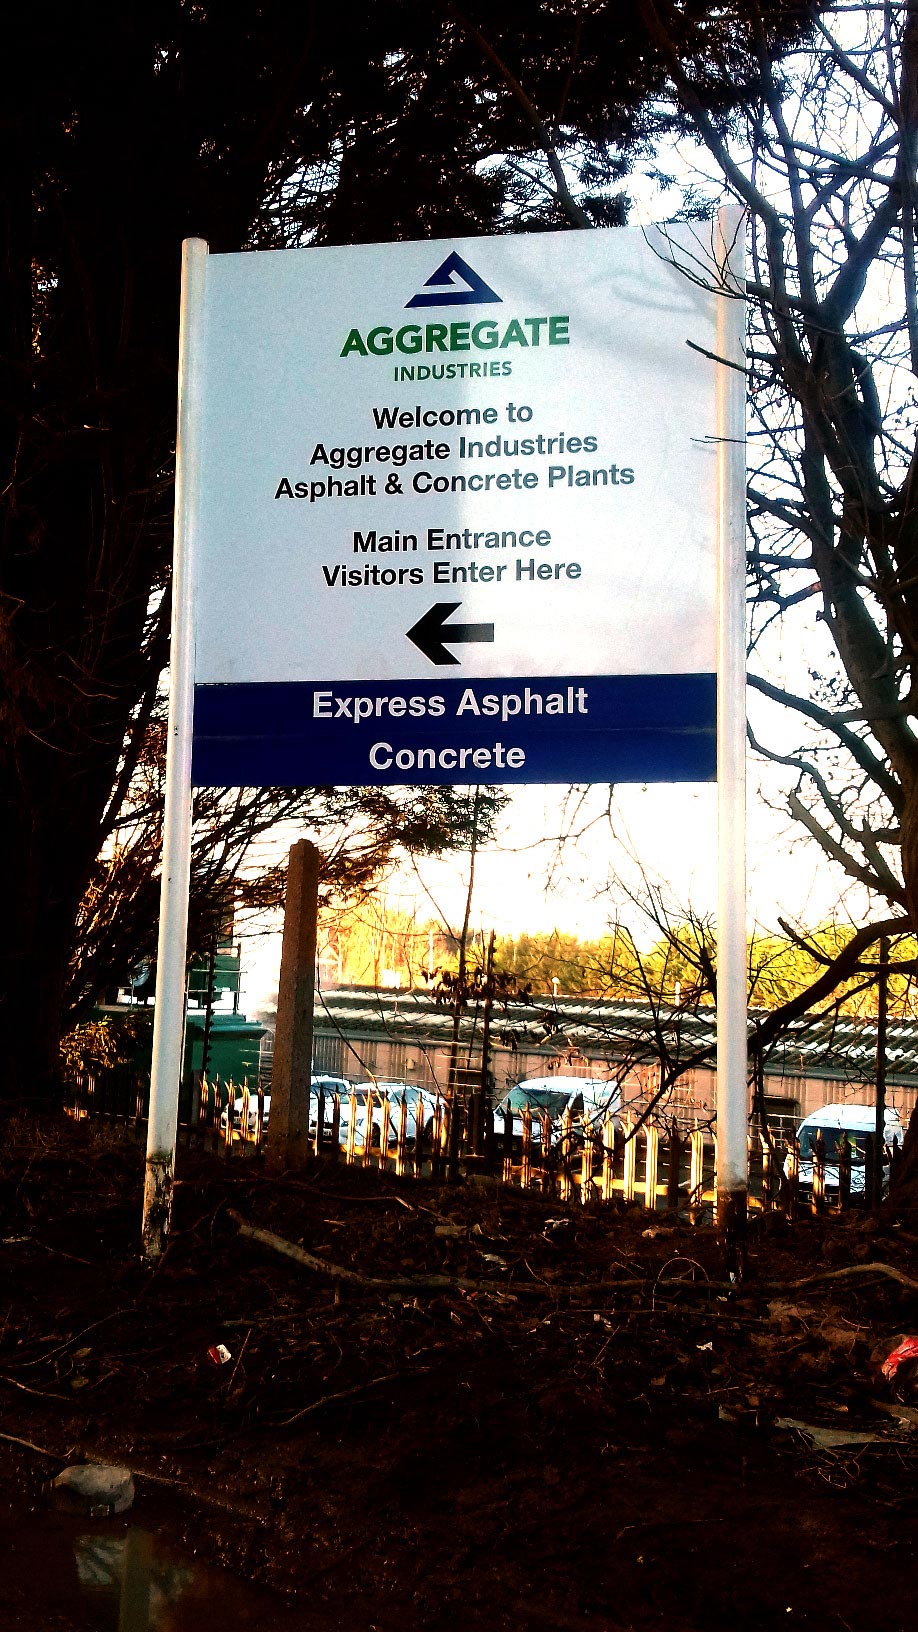 AGGREGATE
INDUSTRIES
Welcome to
Aggregate Industries
Asphalt & Concrete Plants
Main Entrance
Visitors Enter Here
Express Asphalt
Concrete